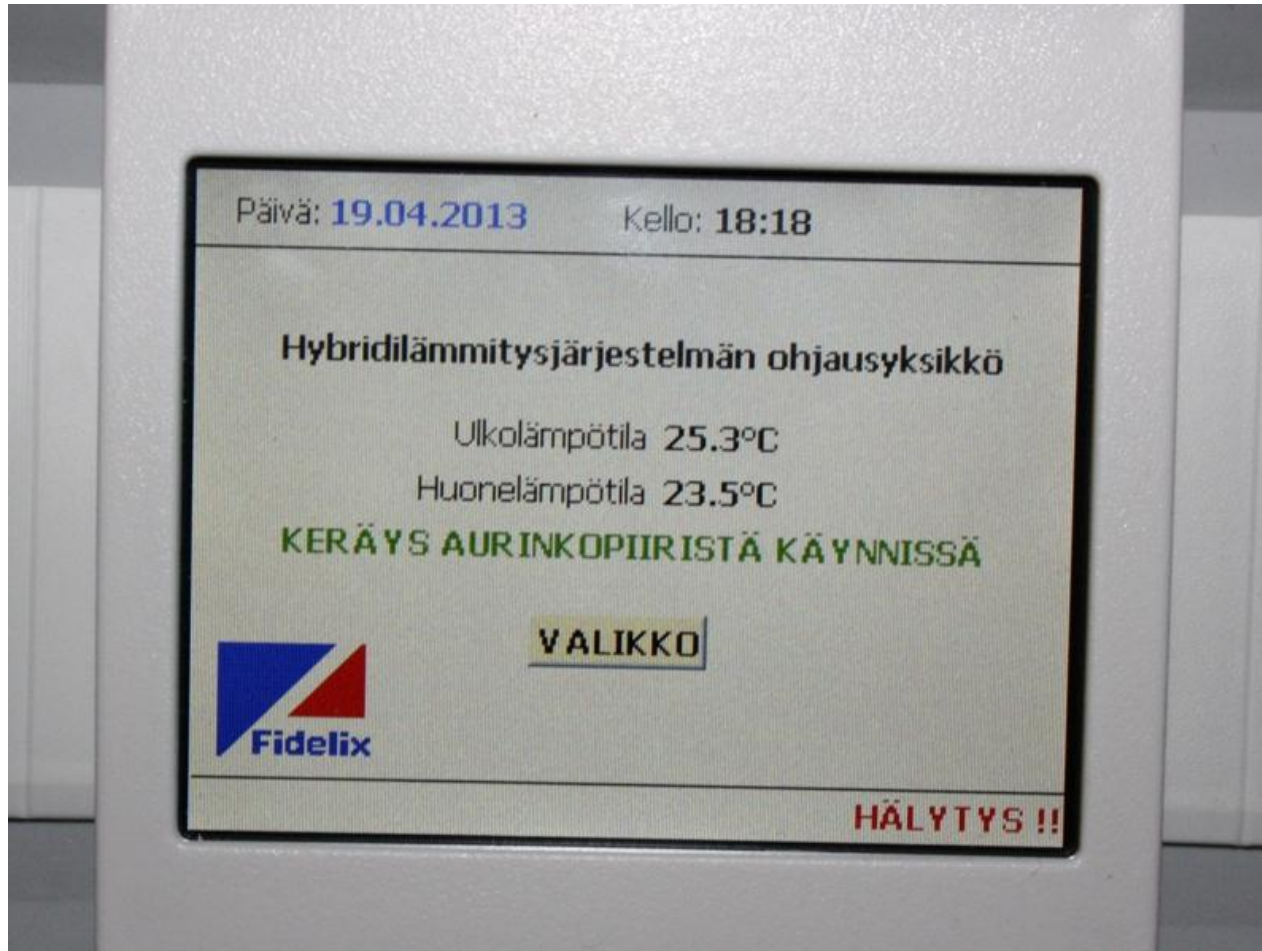 Päivä: 19.04.2013 Kello: 18:18
Hybridilämmitysjärjestelmän ohjausyksikkö
Ulkolämpötila 25.3°C
Huonelämpötila 23.5°C
KERÄYS AURINKOPIIRISTÄ KÄYNNISSÄ
VALIKKO
Fidelix
HÄLYTYS !!